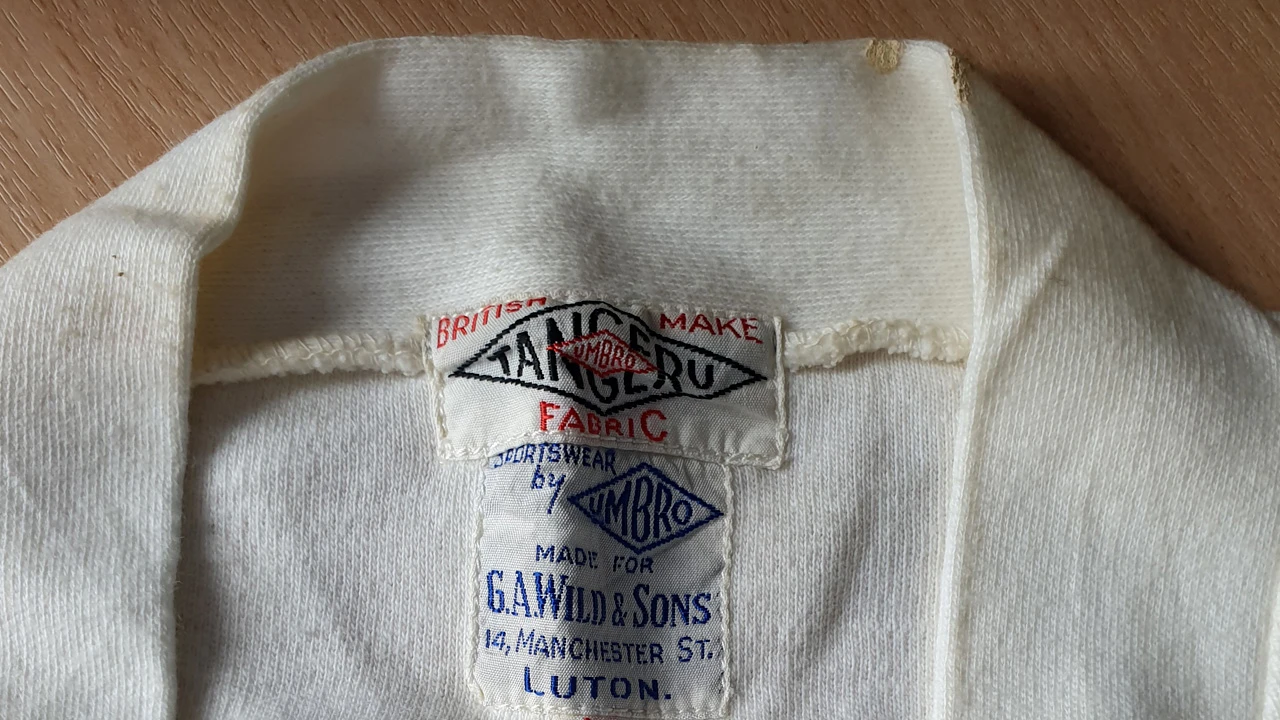 BRITISH MAKE
TANGERU
UMBRO
FABRIC
SPORTSWEAR
by UMBRO
MADE FOR
G.A.WILD & SONS
14, MANCHESTER ST.
LUTON.